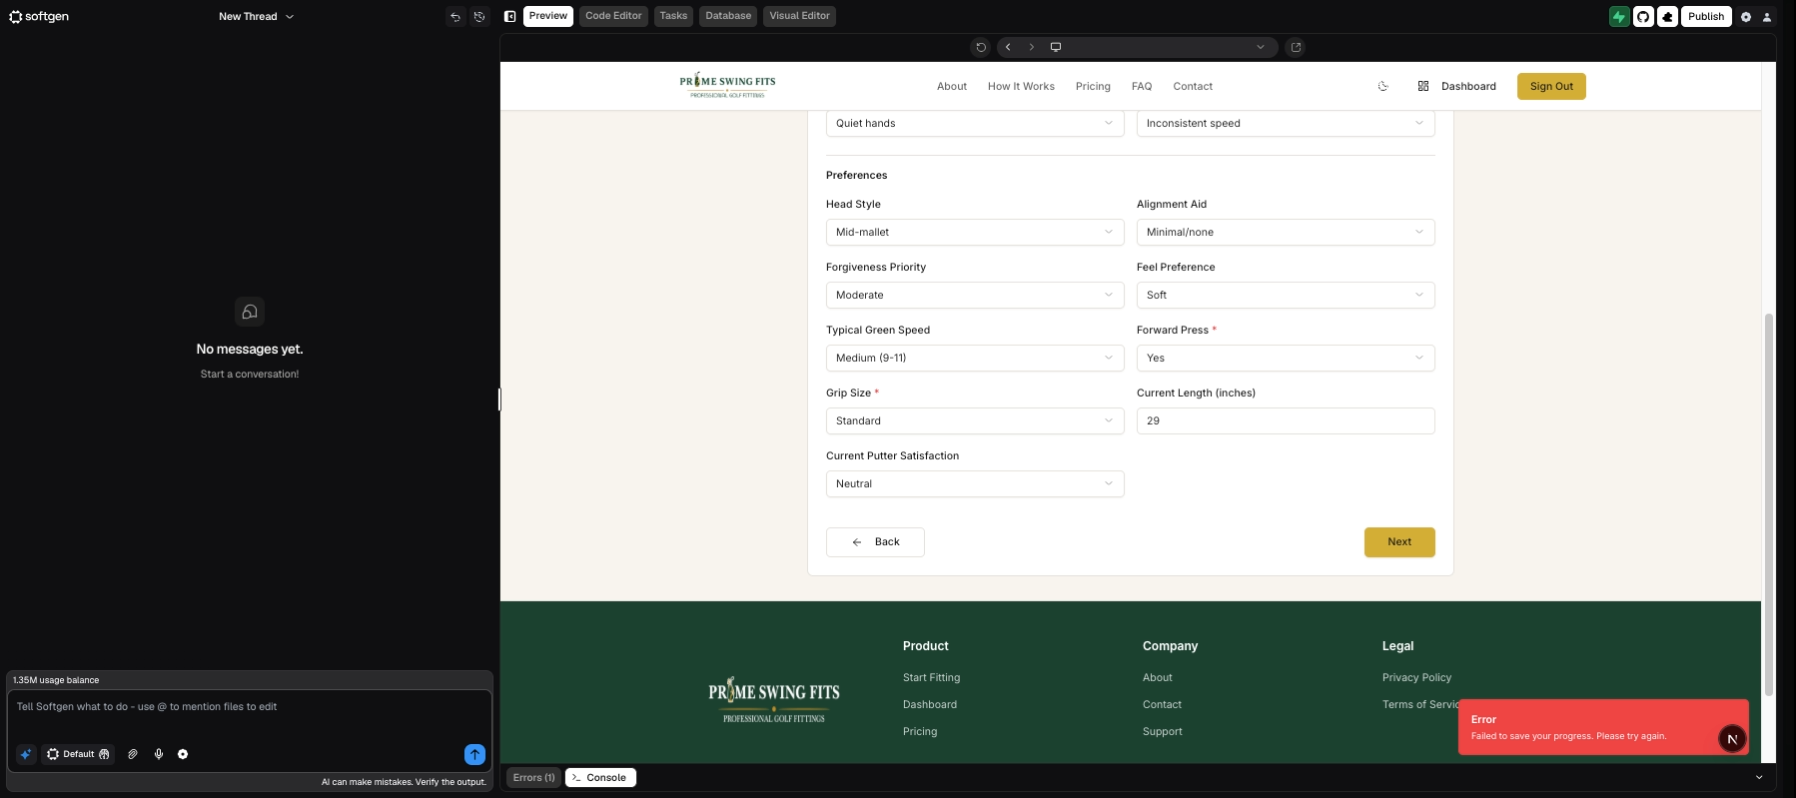 softgen
New Thread
Preview
Code Editor
Tasks
Database
Visual Editor
Publish
PRIME SWING FITS
PROFESSIONAL GOLF FITTINGS
About
How It Works
Pricing
FAQ
Contact
Dashboard
Sign Out
Quiet hands
Inconsistent speed
Preferences
Head Style
Alignment Aid
Mid-mallet
Minimal/none
Forgiveness Priority
Feel Preference
Moderate
Soft
Typical Green Speed
Forward Press *
Medium (9-11)
Yes
Grip Size *
Current Length (inches)
Standard
29
Current Putter Satisfaction
Neutral
Back
Next
No messages yet.
Start a conversation!
PRIME SWING FITS
PROFESSIONAL GOLF FITTINGS
Product
Start Fitting
Dashboard
Pricing
Company
About
Contact
Support
Legal
Privacy Policy
Terms of Servic
Error
Failed to save your progress. Please try again.
N
1.35M usage balance
Tell Softgen what to do - use @ to mention files to edit
Default
AI can make mistakes. Verify the output.
Errors (1)
Console